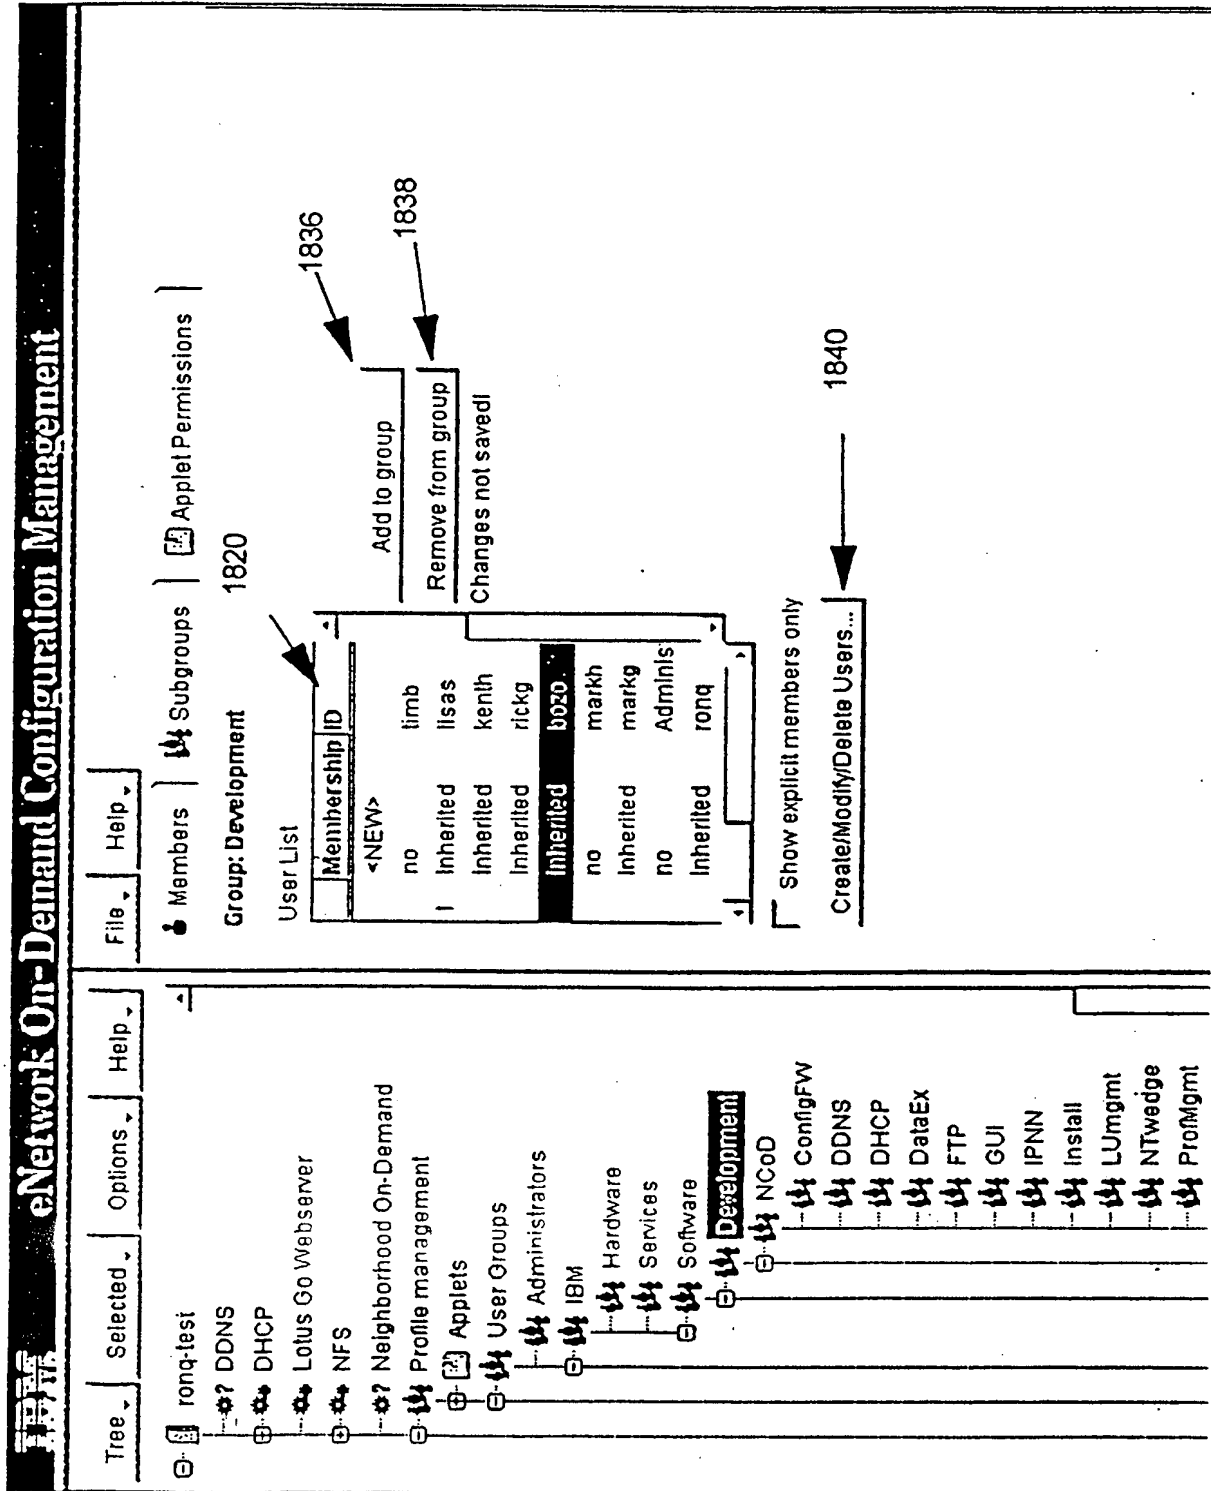 IBM eNetwork On-Demand Configuration Management
Tree Selected Options Help
ronq-test
DDNS
DHCP
Lotus Go Webserver
NFS
Neighborhood On-Demand
Profile management
Applets
User Groups
Administrators
IBM
Hardware
Services
Software
Development
NCoD
ConfigFW
DDNS
DHCP
DataEx
FTP
GUI
IPNN
Install
LUmgmt
NTwedge
ProfMgmt
File Help
Members Subgroups Applet Permissions
Group: Development
1820
User List
Membership ID
<NEW>
no timb
Inherited lisas
Inherited kenth
Inherited rickg
Inherited bozo
no markh
Inherited markg
no Adminis
Inherited ronq
Add to group
1836
Remove from group
1838
Changes not saved!
Show explicit members only
Create/Modify/Delete Users...
1840